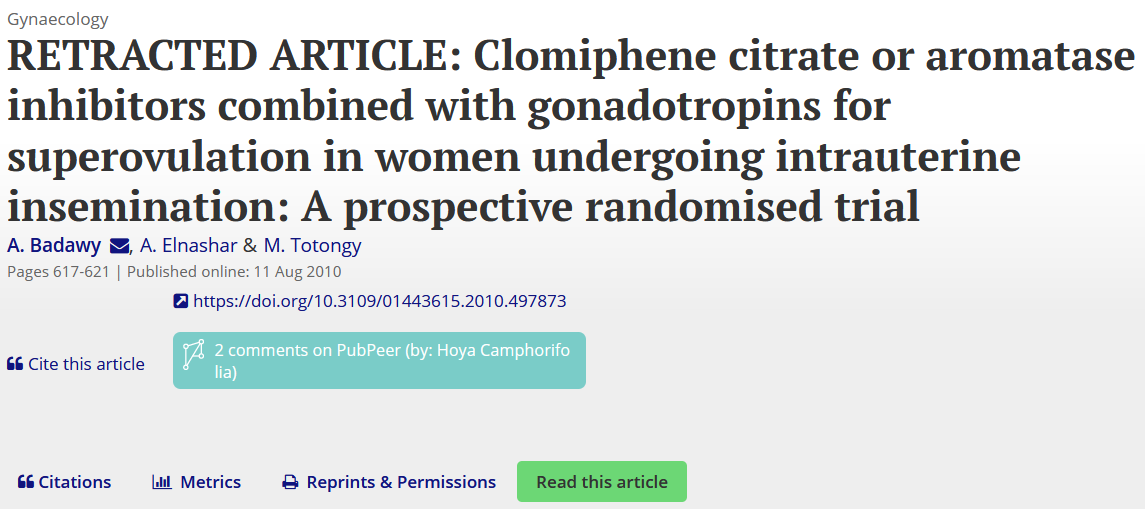 Gynaecology
RETRACTED ARTICLE: Clomiphene citrate or aromatase
inhibitors combined with gonadotropins for
superovulation in women undergoing intrauterine
insemination: A prospective randomised trial
A. Badawy , A. Elnashar & M. Totongy
Pages 617-621 | Published online: 11 Aug 2010
https://doi.org/10.3109/01443615.2010.497873
2 comments on PubPeer (by: Hoya Camphorifo
lia)
Cite this article
Citations Metrics Reprints & Permissions Read this article